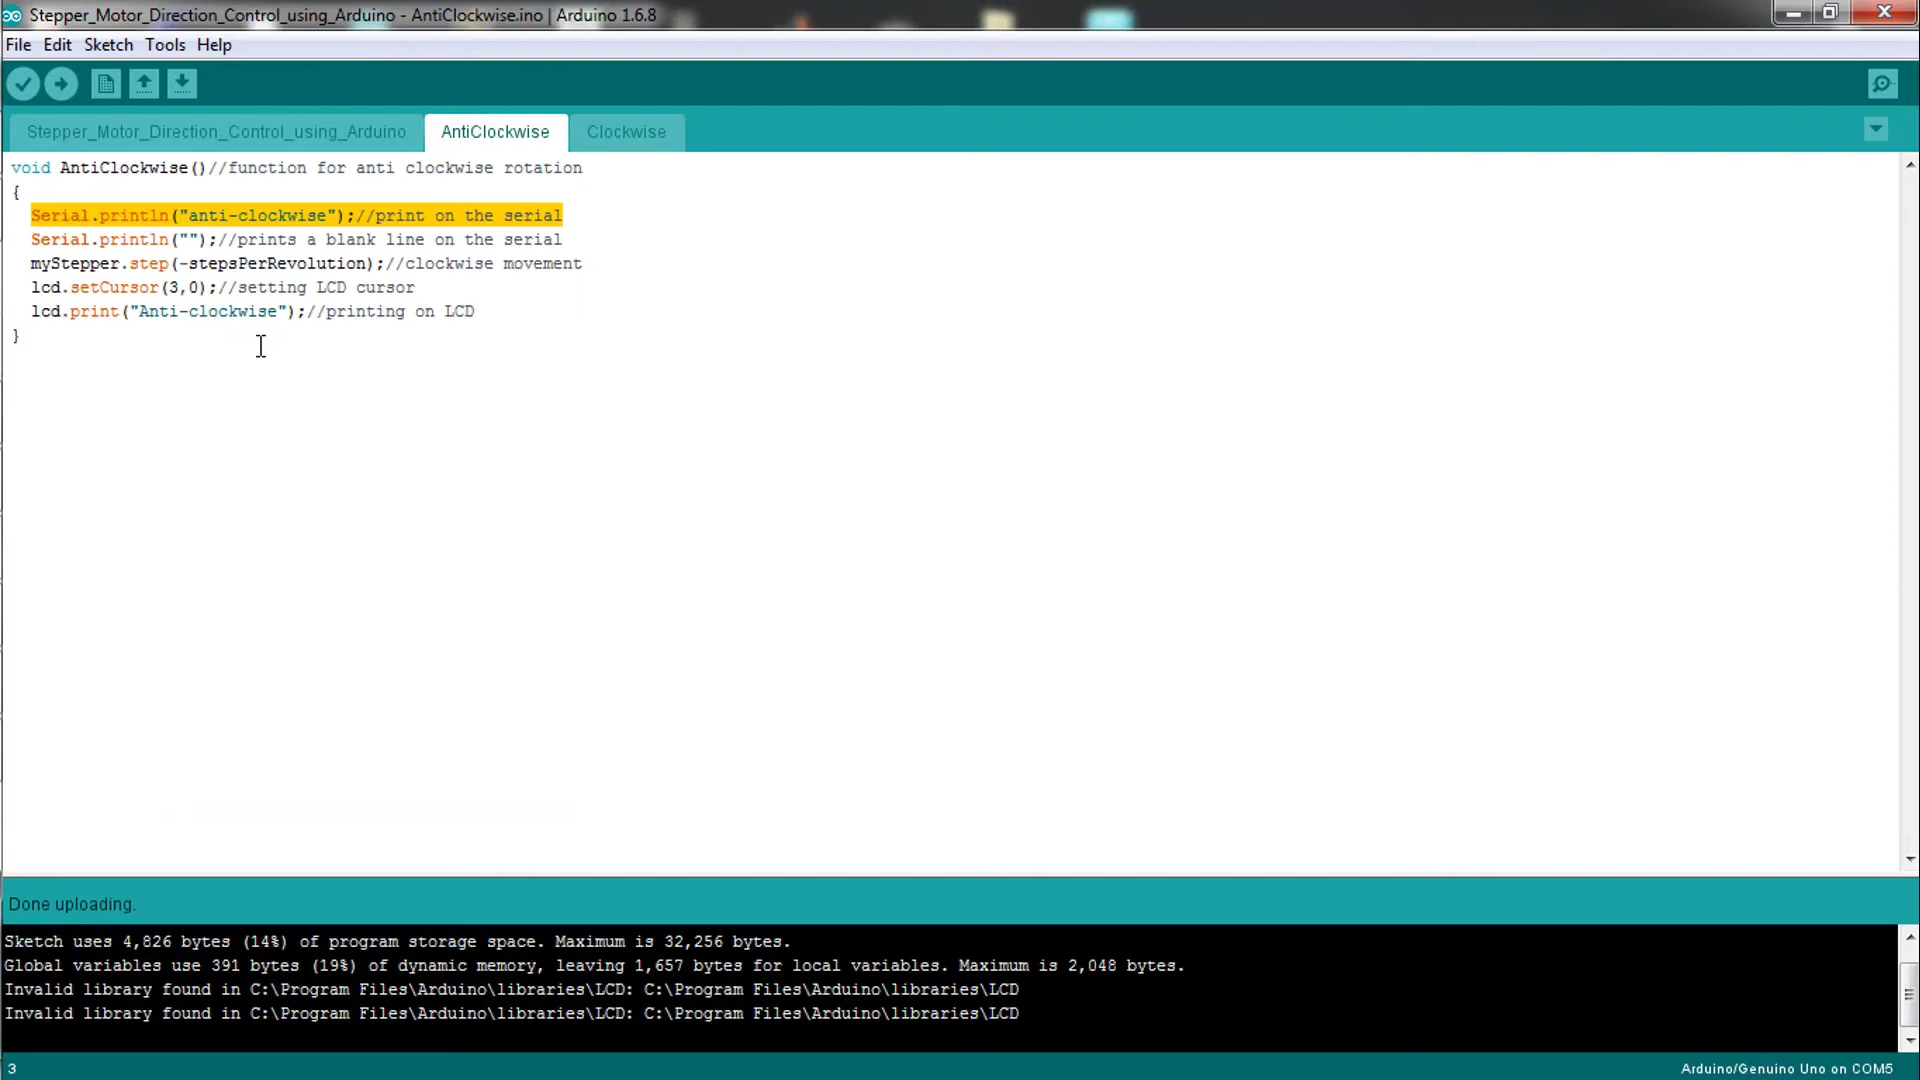 Stepper_Motor_Direction_Control_using_Arduino - AntiClockwise.ino | Arduino 1.6.8
File Edit Sketch Tools Help
Stepper_Motor_Direction_Control_using_Arduino AntiClockwise Clockwise
void AntiClockwise()//function for anti clockwise rotation
{
Serial.println("anti-clockwise");//print on the serial
Serial.println("");//prints a blank line on the serial
myStepper.step(-stepsPerRevolution);//clockwise movement
lcd.setCursor(3,0);//setting LCD cursor
lcd.print("Anti-clockwise");//printing on LCD
}
Done uploading.
Sketch uses 4,826 bytes (14%) of program storage space. Maximum is 32,256 bytes.
Global variables use 391 bytes (19%) of dynamic memory, leaving 1,657 bytes for local variables. Maximum is 2,048 bytes.
Invalid library found in C:\Program Files\Arduino\libraries\LCD: C:\Program Files\Arduino\libraries\LCD
Invalid library found in C:\Program Files\Arduino\libraries\LCD: C:\Program Files\Arduino\libraries\LCD
3 Arduino/Genuino Uno on COM5